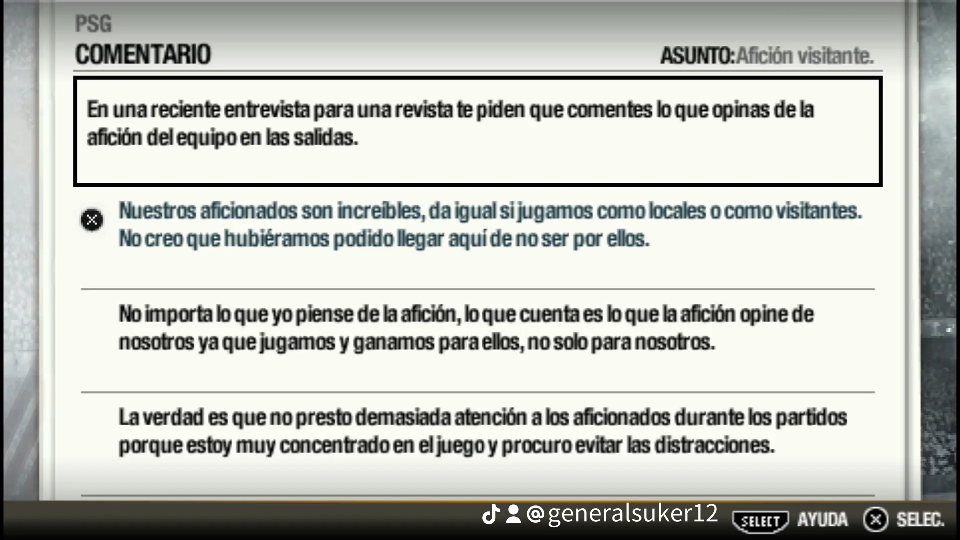 PSG
COMENTARIO
ASUNTO:Afición visitante.
En una reciente entrevista para una revista te piden que comentes lo que opinas de la
afición del equipo en las salidas.
Nuestros aficionados son increíbles, da igual si jugamos como locales o como visitantes.
No creo que hubiéramos podido llegar aquí de no ser por ellos.
No importa lo que yo piense de la afición, lo que cuenta es lo que la afición opine de
nosotros ya que jugamos y ganamos para ellos, no solo para nosotros.
La verdad es que no presto demasiada atención a los aficionados durante los partidos
porque estoy muy concentrado en el juego y procuro evitar las distracciones.
@generalsuker12
SELECT AYUDA SELEC.